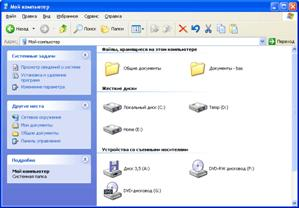 Мой компьютер
Файл Правка Вид Избранное Сервис Справка
Назад Поиск Папки
Адрес: Мой компьютер Переход
Системные задачи
Просмотр сведений о системе
Установка и удаление программ
Изменение параметра
Другие места
Сетевое окружение
Мои документы
Общие документы
Панель управления
Подробно
Мой компьютер
Системная папка
Файлы, хранящиеся на этом компьютере
Общие документы
Документы - bas
Жесткие диски
Локальный диск (C:)
Temp (D:)
Home (E:)
Устройства со съемными носителями
Диск 3,5 (A:)
DVD-RW дисковод (F:)
DVD-дисковод (G:)